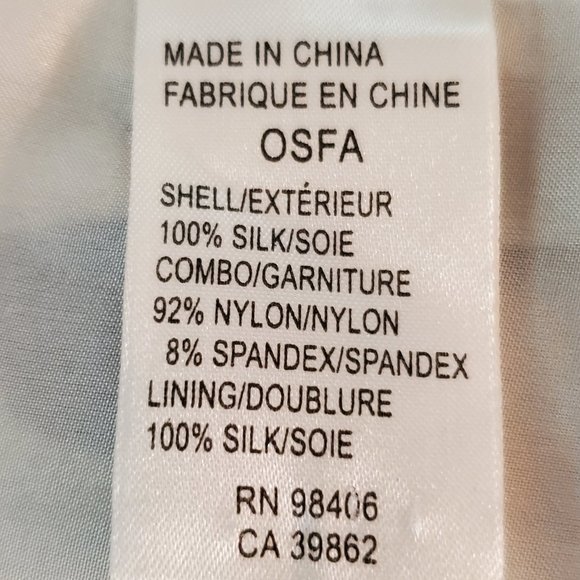 MADE IN CHINA
FABRIQUE EN CHINE
OSFA
SHELL/EXTÉRIEUR
100% SILK/SOIE
COMBO/GARNITURE
92% NYLON/NYLON
8% SPANDEX/SPANDEX
LINING/DOUBLURE
100% SILK/SOIE
RN 98406
CA 39862